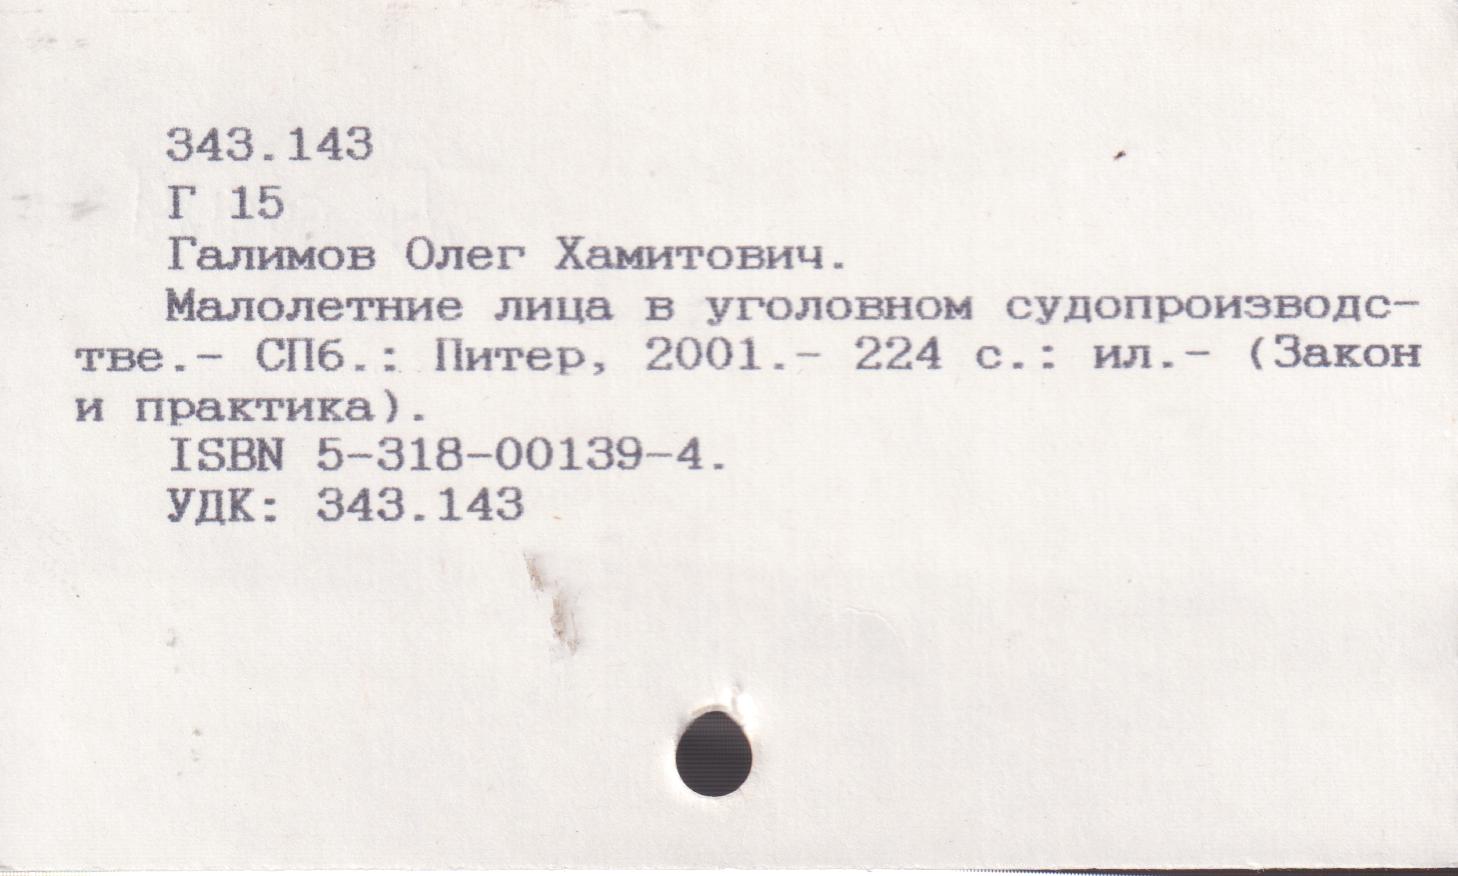 343.143
Г 15
Галимов Олег Хамитович.
Малолетние лица в уголовном судопроизводс-
тве.- СПб.: Питер, 2001.- 224 с.: ил.- (Закон
и практика).
ISBN 5-318-00139-4.
УДК: 343.143